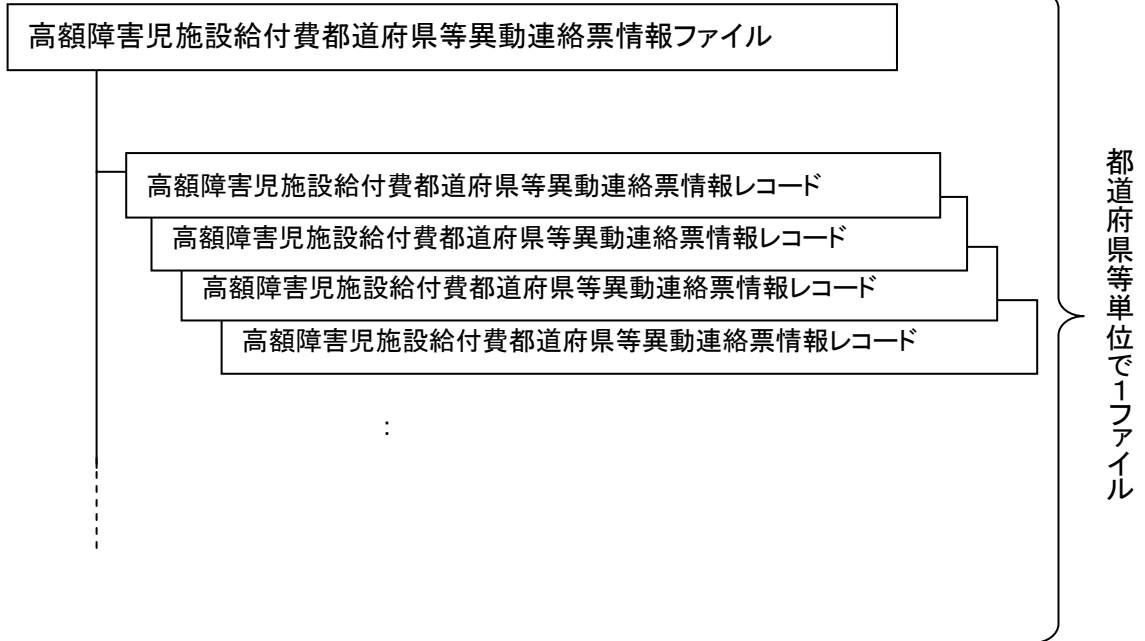 高額障害児施設給付費都道府県等異動連絡票情報ファイル
高額障害児施設給付費都道府県等異動連絡票情報レコード
高額障害児施設給付費都道府県等異動連絡票情報レコード
高額障害児施設給付費都道府県等異動連絡票情報レコード
高額障害児施設給付費都道府県等異動連絡票情報レコード
:
都道府県等単位で1ファイル